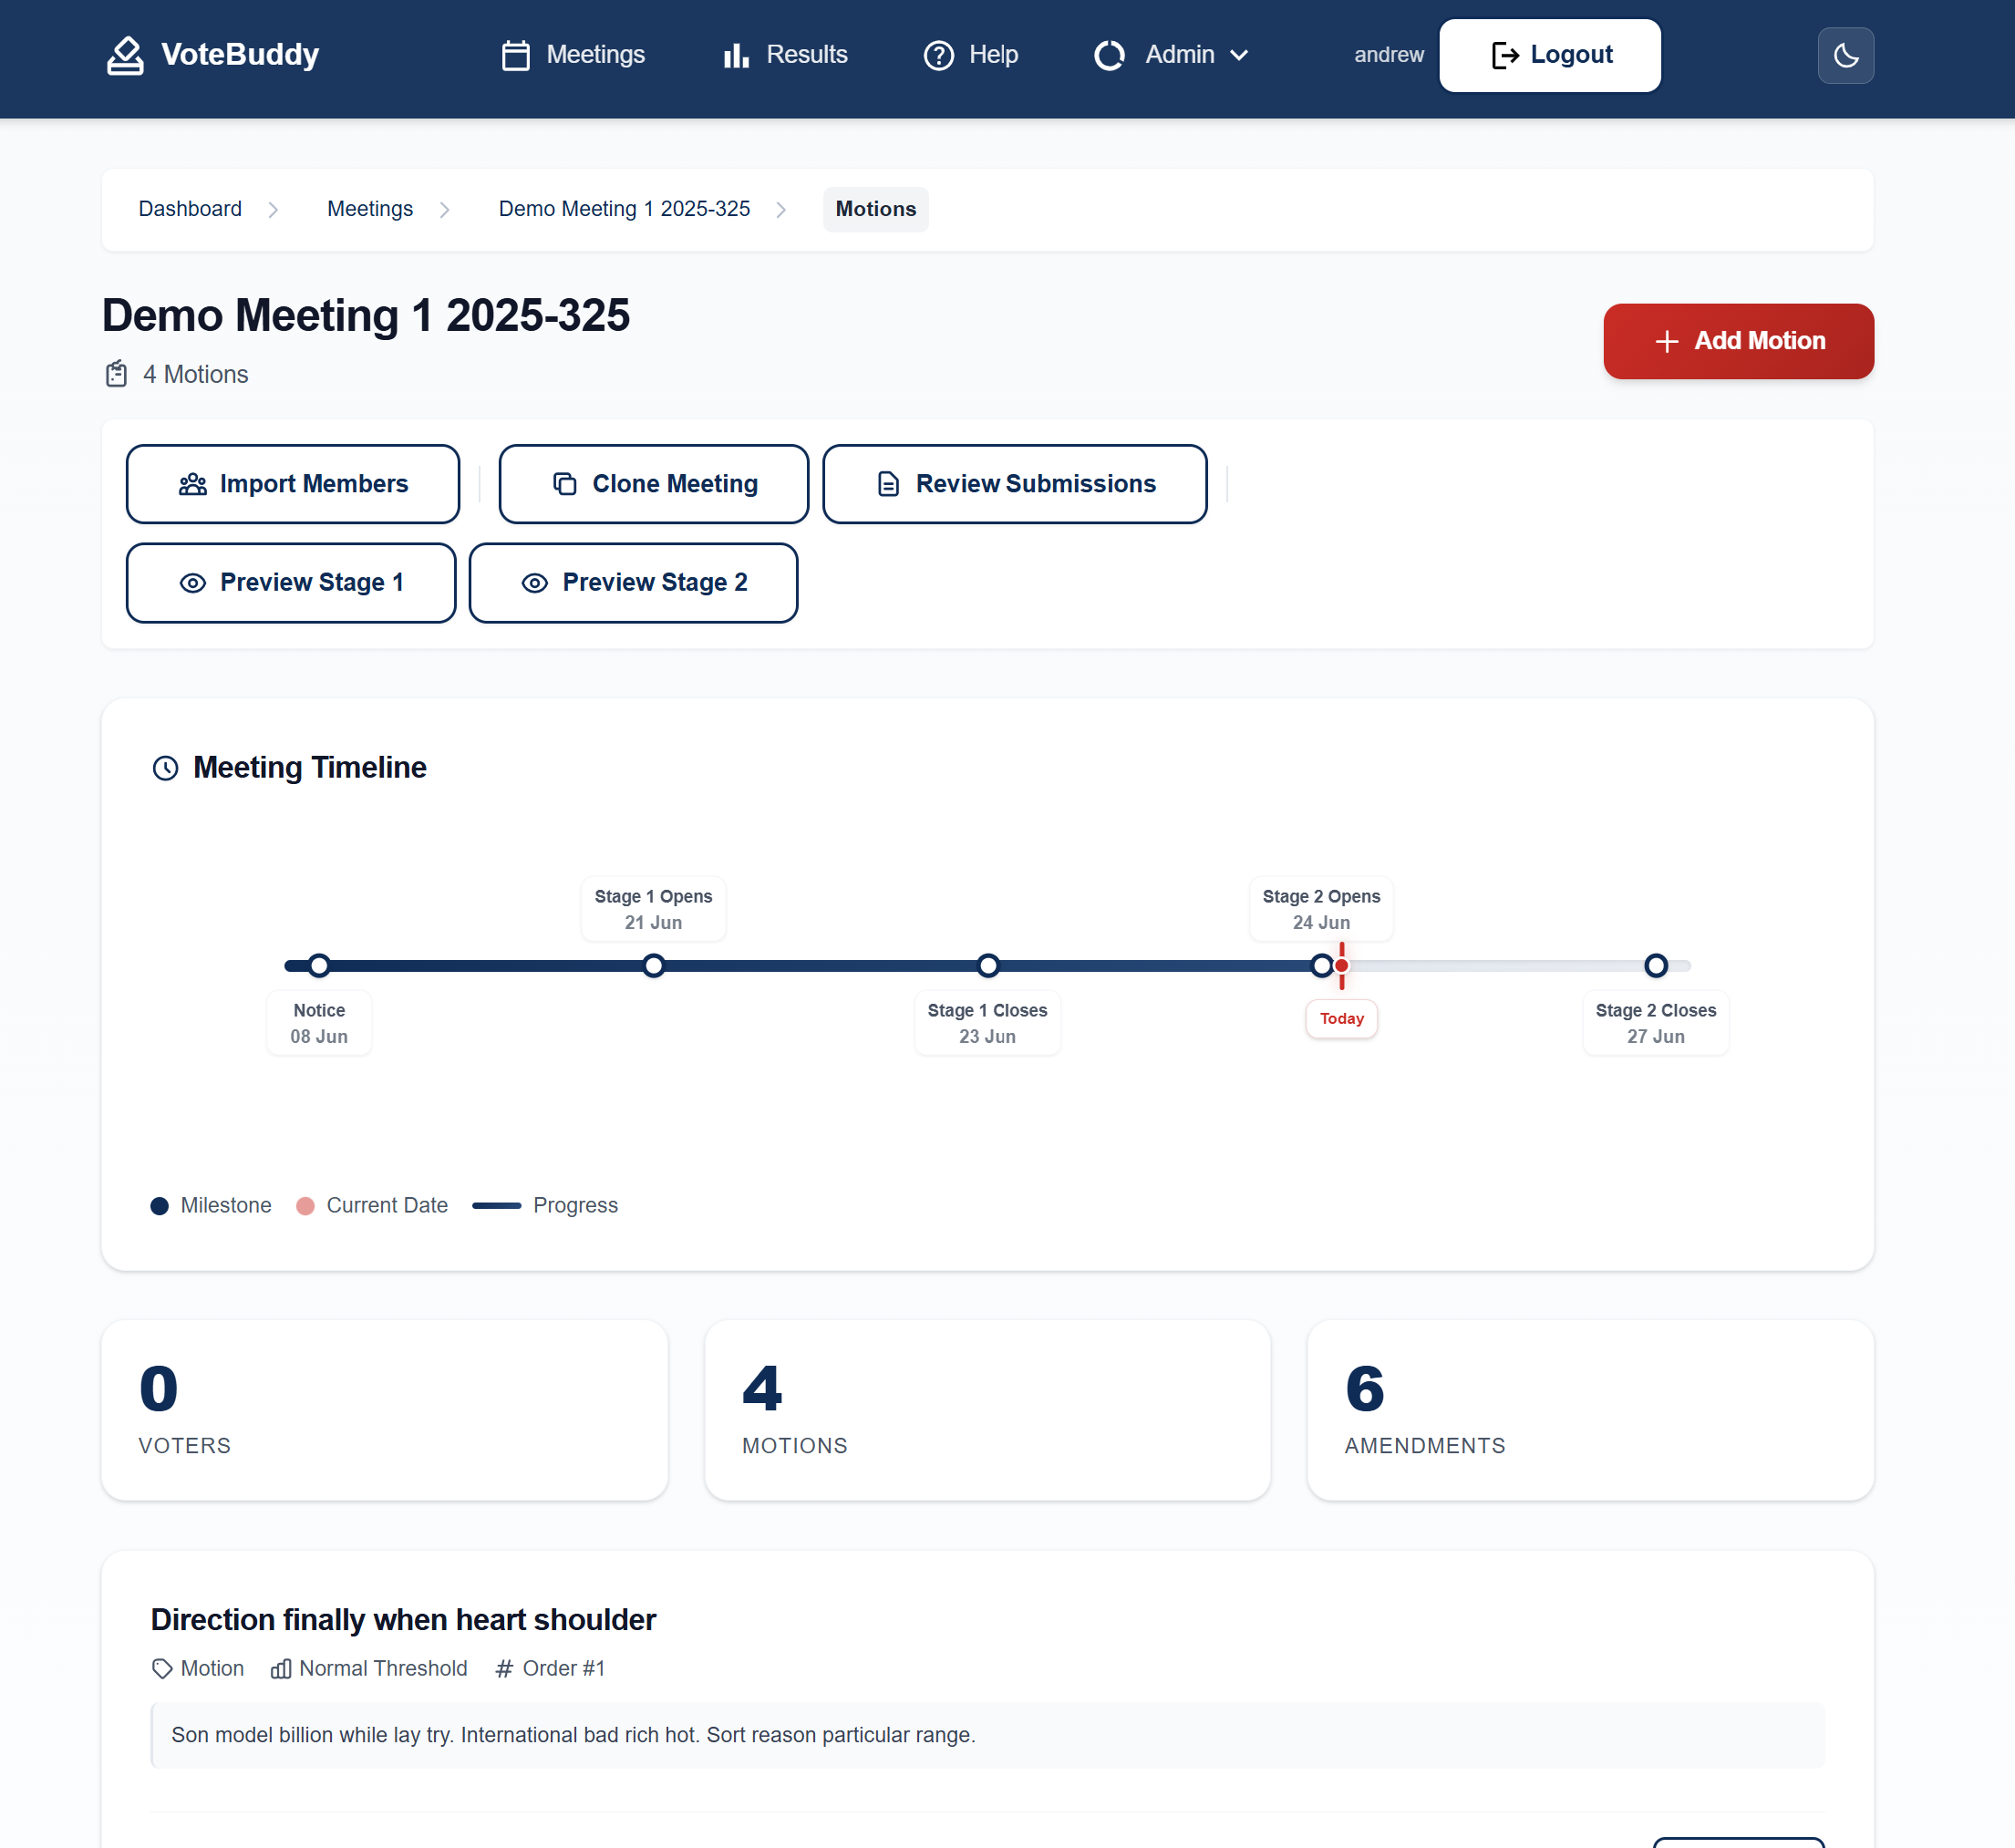 VoteBuddy
Meetings
Results
Help
Admin
andrew
Logout
Dashboard
Meetings
Demo Meeting 1 2025-325
Motions
Demo Meeting 1 2025-325
4 Motions
Add Motion
Import Members
Clone Meeting
Review Submissions
Preview Stage 1
Preview Stage 2
Meeting Timeline
Stage 1 Opens
21 Jun
Stage 2 Opens
24 Jun
Notice
08 Jun
Stage 1 Closes
23 Jun
Today
Stage 2 Closes
27 Jun
Milestone
Current Date
Progress
0
VOTERS
4
MOTIONS
6
AMENDMENTS
Direction finally when heart shoulder
Motion
Normal Threshold
Order #1
Son model billion while lay try. International bad rich hot. Sort reason particular range.